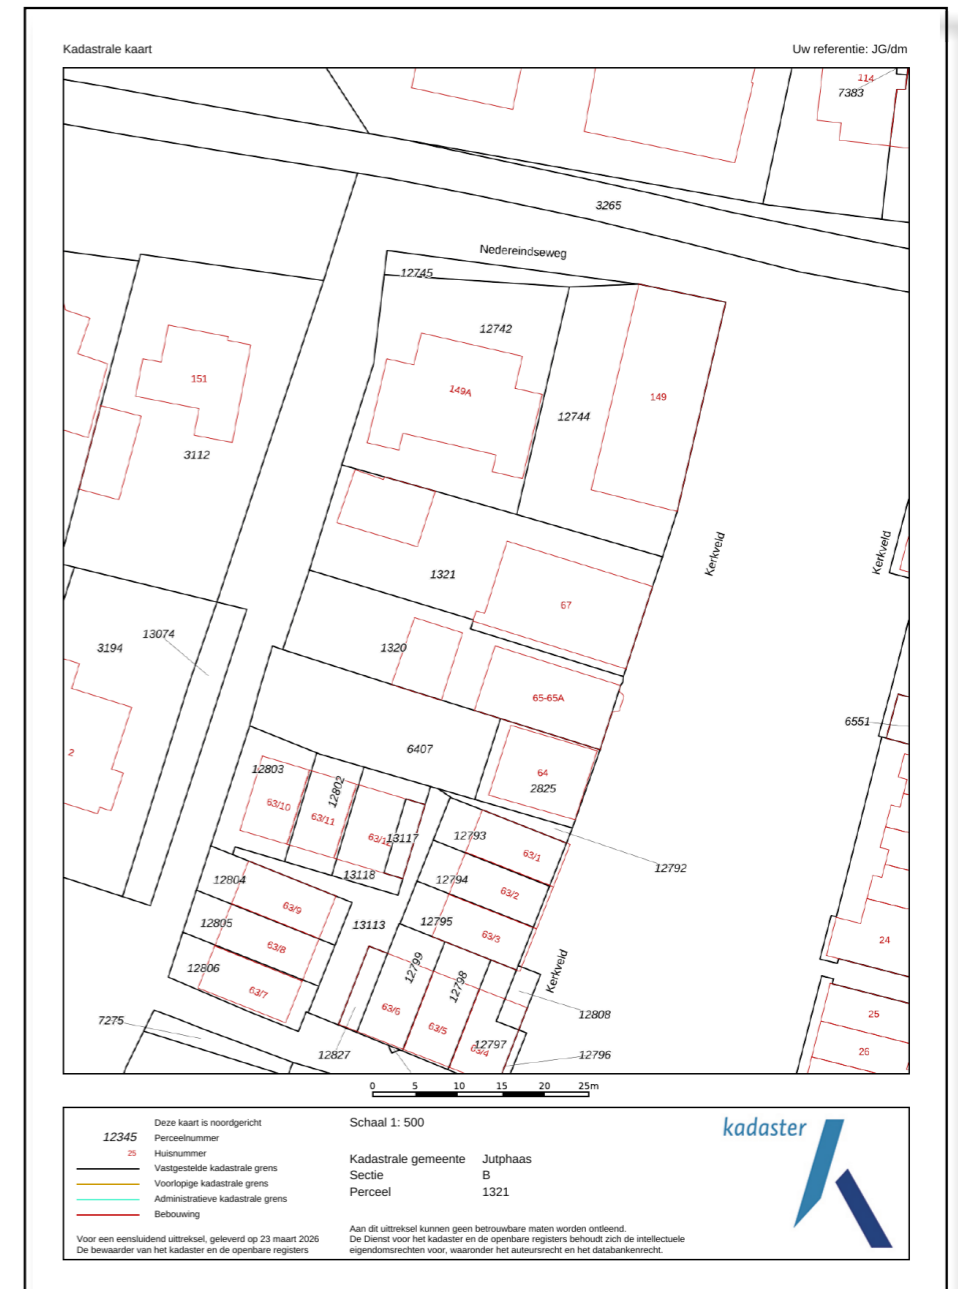 Kadastrale kaart
Uw referentie: JG/dm
114
7383
3265
Nedereindseweg
12745
12742
151
149A
149
12744
3112
Kerkveld
Kerkveld
1321
67
13074
3194
1320
65-65A
6551
2
6407
64
2825
12803
12802
63/10
63/11
13117
12793
63/1
12792
13118
12804
12794
63/2
63/9
12805
13113
12795
63/3
24
63/8
12806
12799
12798
Kerkveld
63/7
63/6
12808
25
7275
63/5
12797
63/4
26
12827
12796
0 5 10 15 20 25m
Deze kaart is noordgericht
12345 Perceelnummer
25 Huisnummer
Vastgestelde kadastrale grens
Voorlopige kadastrale grens
Administratieve kadastrale grens
Bebouwing
Voor een eensluidend uittreksel, geleverd op 23 maart 2026
De bewaarder van het kadaster en de openbare registers
Schaal 1: 500
Kadastrale gemeente Jutphaas
Sectie B
Perceel 1321
Aan dit uittreksel kunnen geen betrouwbare maten worden ontleend.
De Dienst voor het kadaster en de openbare registers behoudt zich de intellectuele
eigendomsrechten voor, waaronder het auteursrecht en het databankenrecht.
kadaster